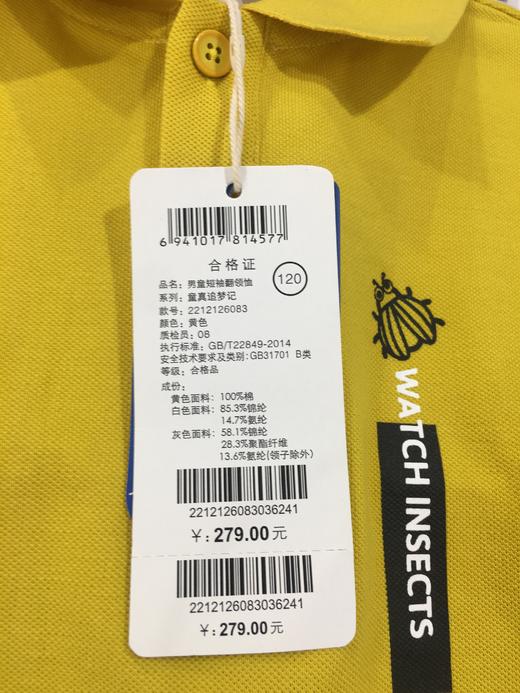 6 941017 814577
合格证
品名: 男童短袖翻领恤
120
系列: 童真追梦记
款号: 2212126083
颜色: 黄色
质检员: 08
执行标准: GB/T22849-2014
安全技术要求及类别: GB31701 B类
等级: 合格品
成份:
黄色面料: 100%棉
白色面料: 85.3%锦纶
14.7%氨纶
灰色面料: 58.1%锦纶
28.3%聚酯纤维
13.6%氨纶(领子除外)
2212126083036241
¥: 279.00元
2212126083036241
¥: 279.00元
WATCH INSECTS